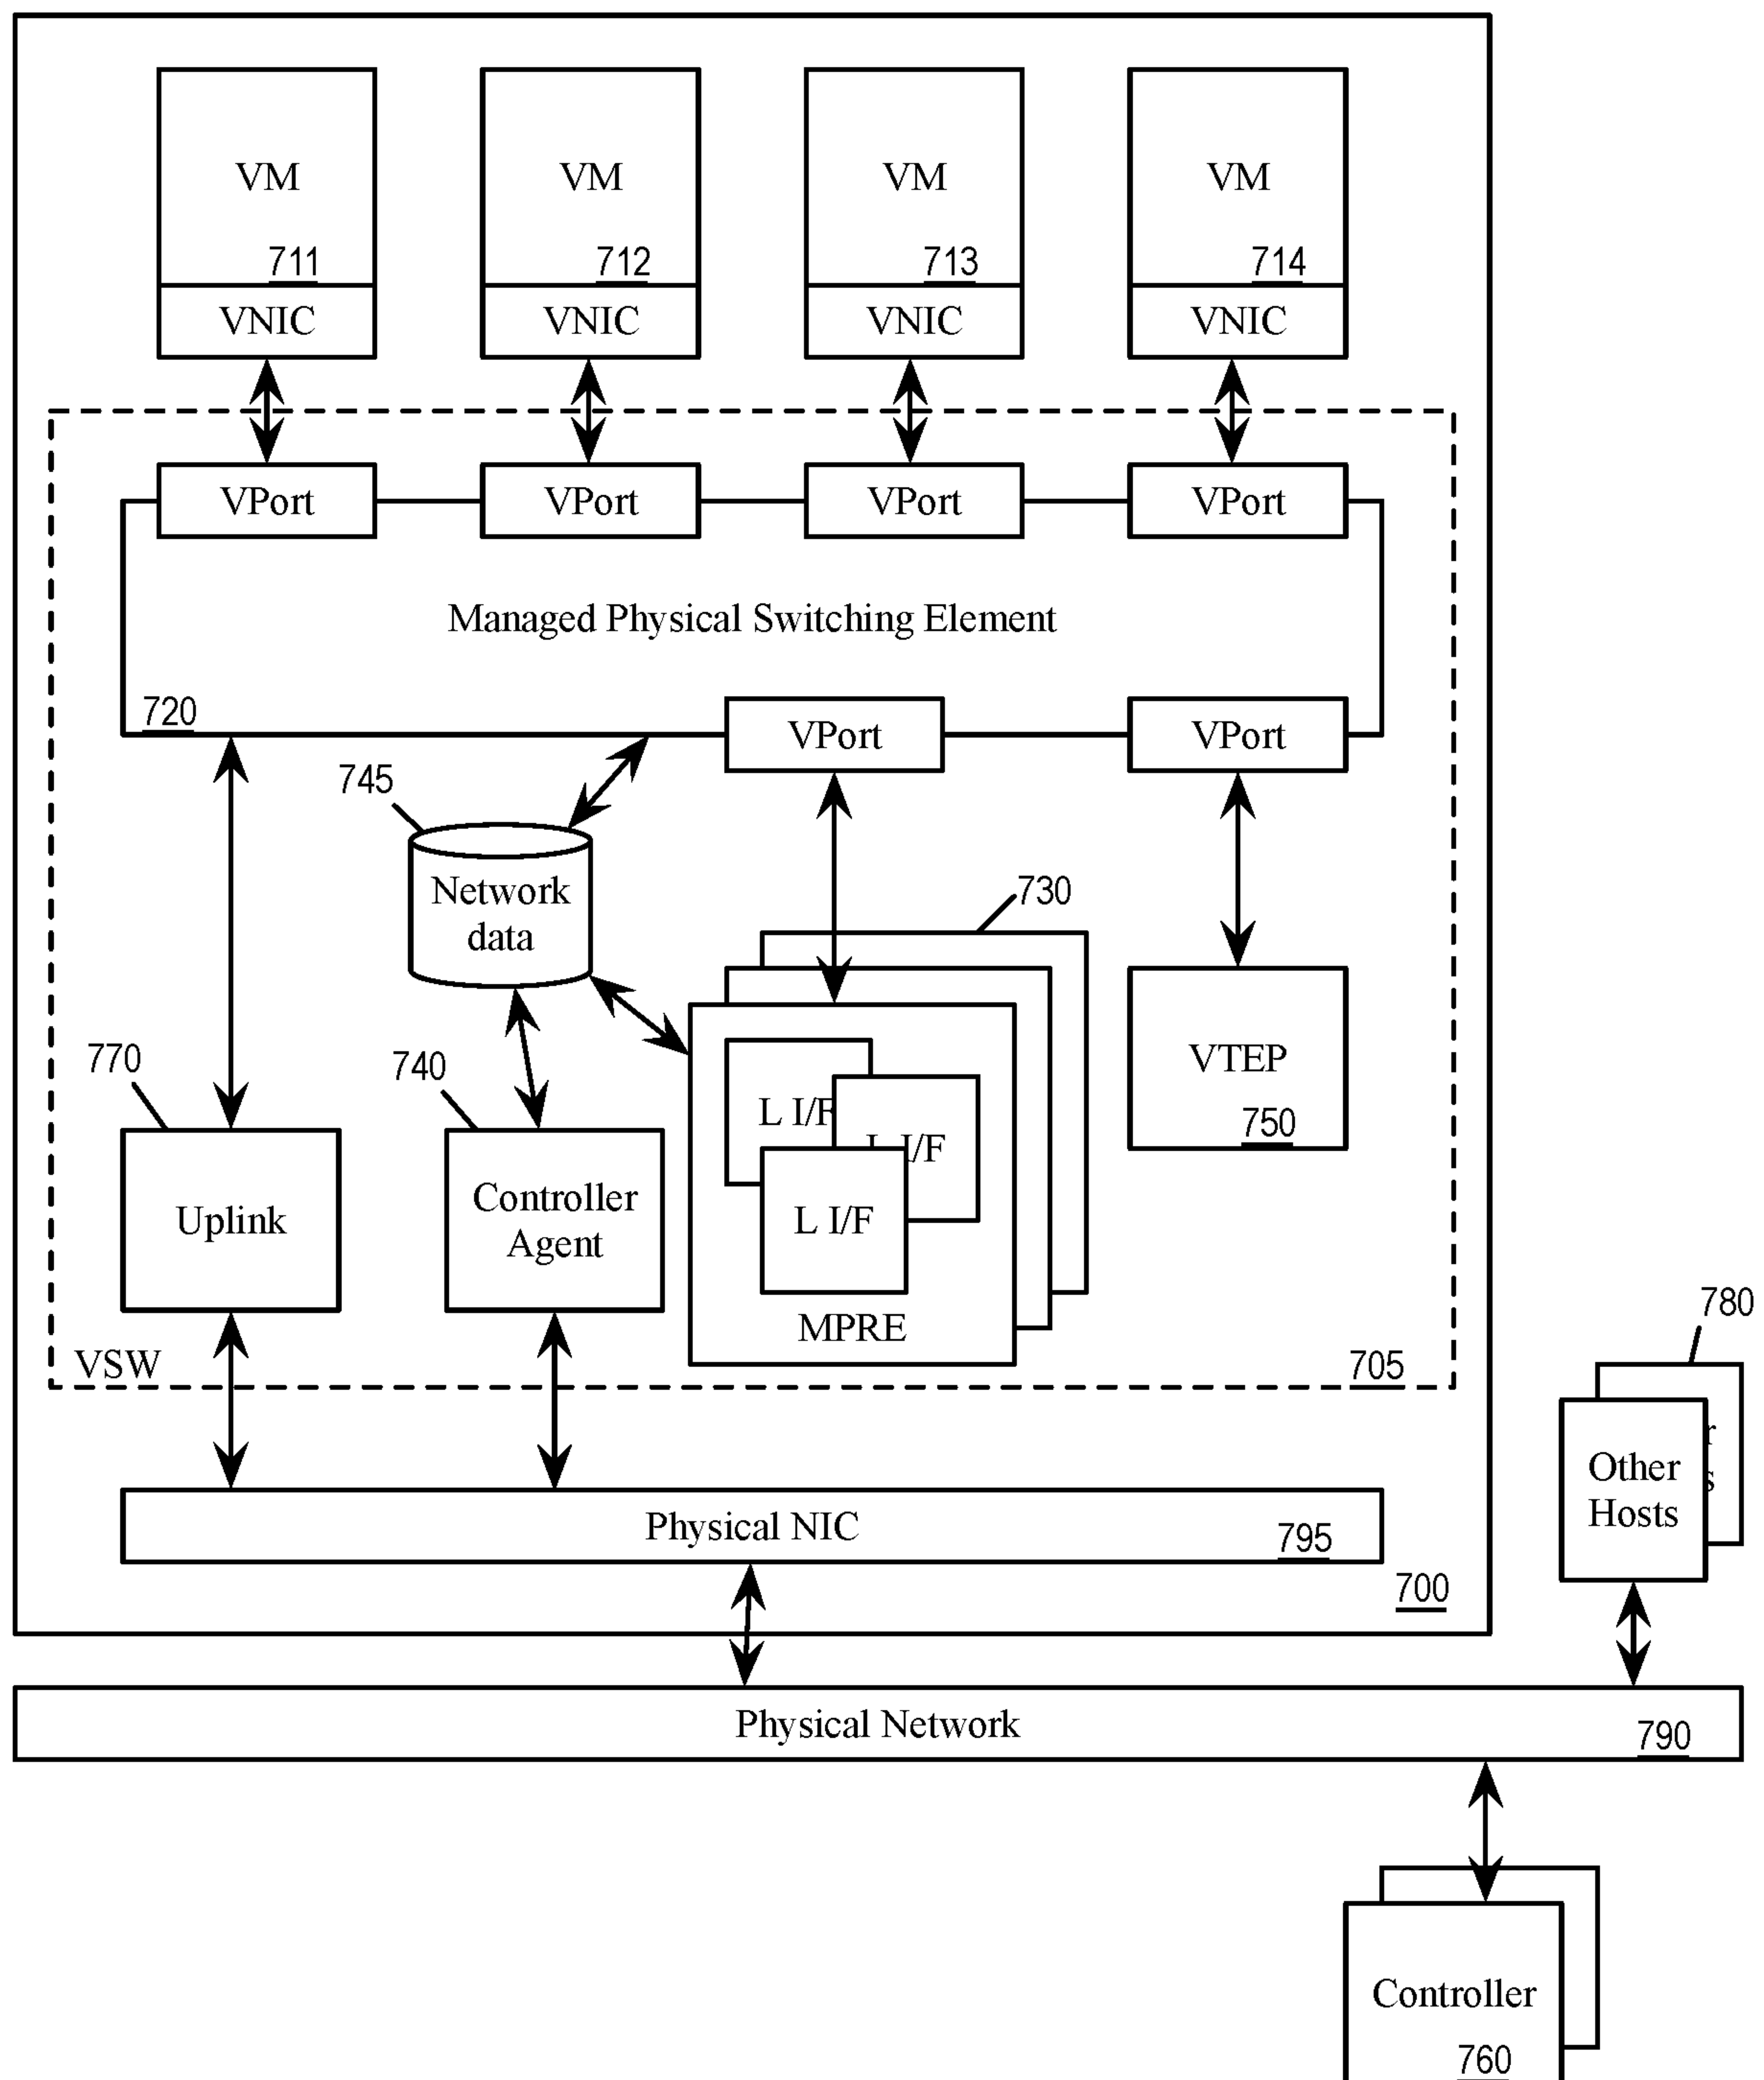 VM
VM
VM
VM
711
712
713
714
VNIC
VNIC
VNIC
VNIC
VPort
VPort
VPort
VPort
Managed Physical Switching Element
720
VPort
VPort
745
Network
data
730
770
740
VTEP
750
L I/F
I/F
L I/F
Uplink
Controller
Agent
MPRE
VSW
705
780
Other
Hosts
r
s
Physical NIC
795
700
Physical Network
790
Controller
760